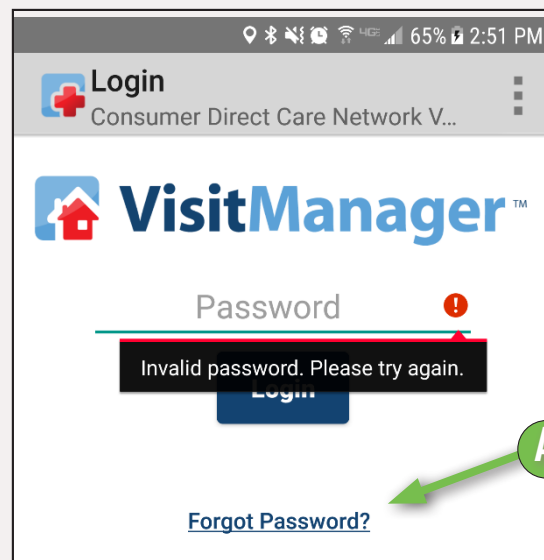 4GE 65% 2:51 PM
Login
Consumer Direct Care Network V...
VisitManager™
Password !
Invalid password. Please try again.
Login
A
Forgot Password?